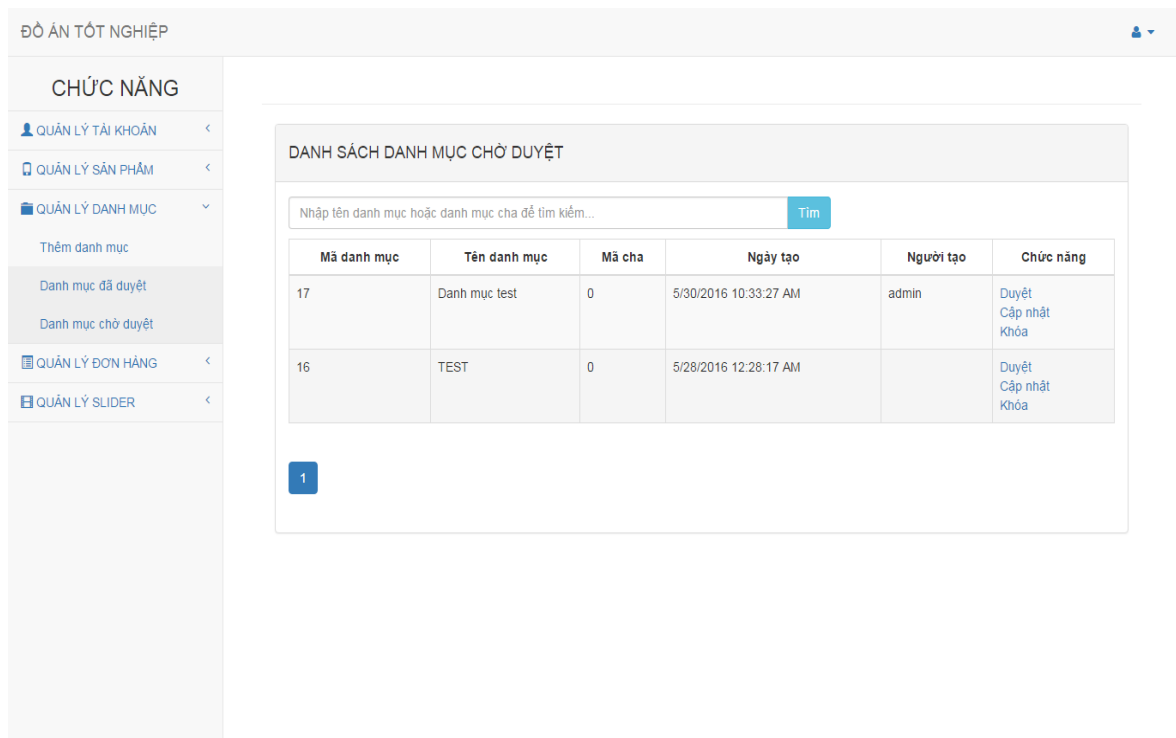 ĐỒ ÁN TỐT NGHIỆP
CHỨC NĂNG
QUẢN LÝ TÀI KHOẢN
QUẢN LÝ SẢN PHẨM
QUẢN LÝ DANH MỤC
Thêm danh mục
Danh mục đã duyệt
Danh mục chờ duyệt
QUẢN LÝ ĐƠN HÀNG
QUẢN LÝ SLIDER
DANH SÁCH DANH MỤC CHỜ DUYỆT
Nhập tên danh mục hoặc danh mục cha để tìm kiếm... Tìm
Mã danh mục Tên danh mục Mã cha Ngày tạo Người tạo Chức năng
17 Danh mục test 0 5/30/2016 10:33:27 AM admin Duyệt
Cập nhật
Khóa
16 TEST 0 5/28/2016 12:28:17 AM Duyệt
Cập nhật
Khóa
1